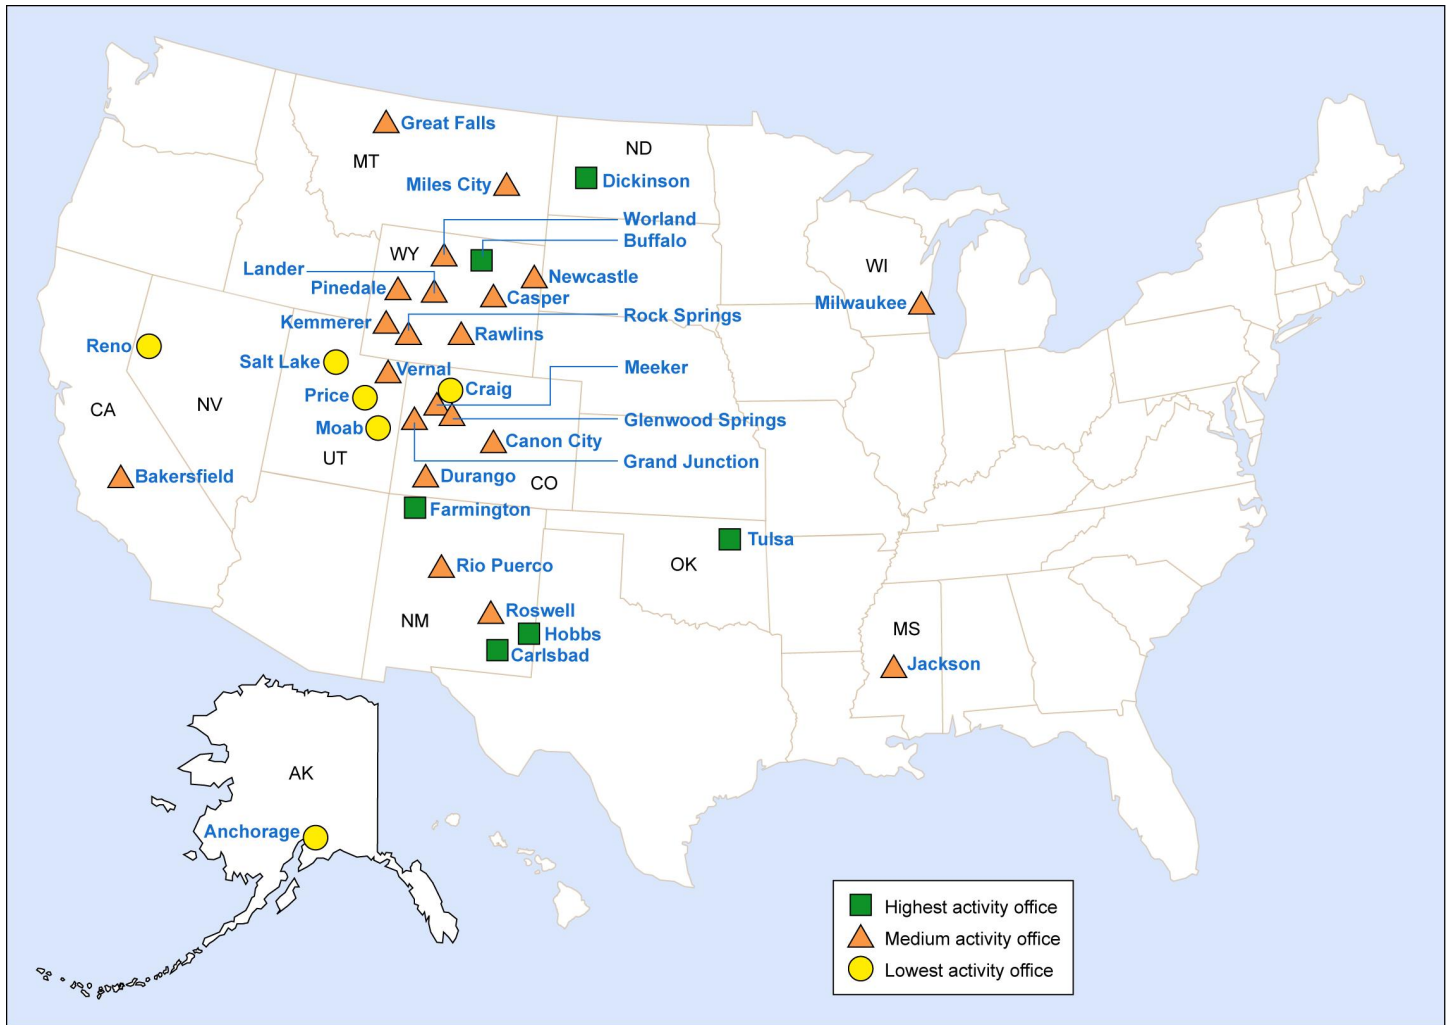 Great Falls
ND
MT
Dickinson
Miles City
Worland
WY
Buffalo
Lander
WI
Newcastle
Pinedale
Casper
Milwaukee
Rock Springs
Kemmerer
Rawlins
Reno
Salt Lake
Meeker
Vernal
Craig
Price
NV
CA
Glenwood Springs
Moab
Canon City
UT
Grand Junction
Bakersfield
Durango
CO
Farmington
Tulsa
Rio Puerco
OK
Roswell
NM
MS
Hobbs
Carlsbad
Jackson
AK
Anchorage
Highest activity office
Medium activity office
Lowest activity office